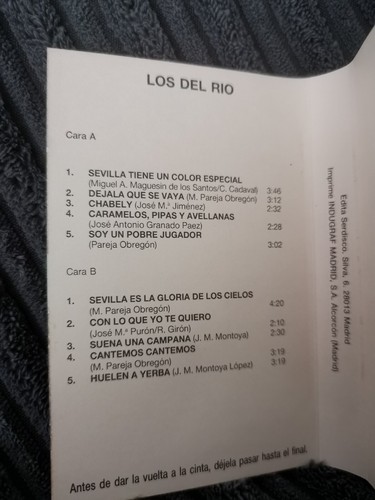 LOS DEL RIO
Cara A
1. SEVILLA TIENE UN COLOR ESPECIAL
(Miguel A. Maguesin de los Santos/C. Cadaval) 3:46
2. DEJALA QUE SE VAYA (M. Pareja Obregón) 3:12
3. CHABELY (José M.ª Jiménez) 2:32
4. CARAMELOS, PIPAS Y AVELLANAS
(José Antonio Granado Paez) 2:28
5. SOY UN POBRE JUGADOR
(Pareja Obregón) 3:02
Cara B
1. SEVILLA ES LA GLORIA DE LOS CIELOS
(M. Pareja Obregón) 4:20
2. CON LO QUE YO TE QUIERO
(José M.ª Purón/R. Girón) 2:10
3. SUENA UNA CAMPANA (J. M. Montoya) 2:30
4. CANTEMOS CANTEMOS
(M. Pareja Obregón) 3:19
5. HUELEN A YERBA (J. M. Montoya López) 3:18
Antes de dar la vuelta a la cinta, déjela pasar hasta el final.
Edita Serdisco, Silva, 6. 28013 Madrid
Imprime INDUGRAF MADRID, S.A. Alcorcón (Madrid)